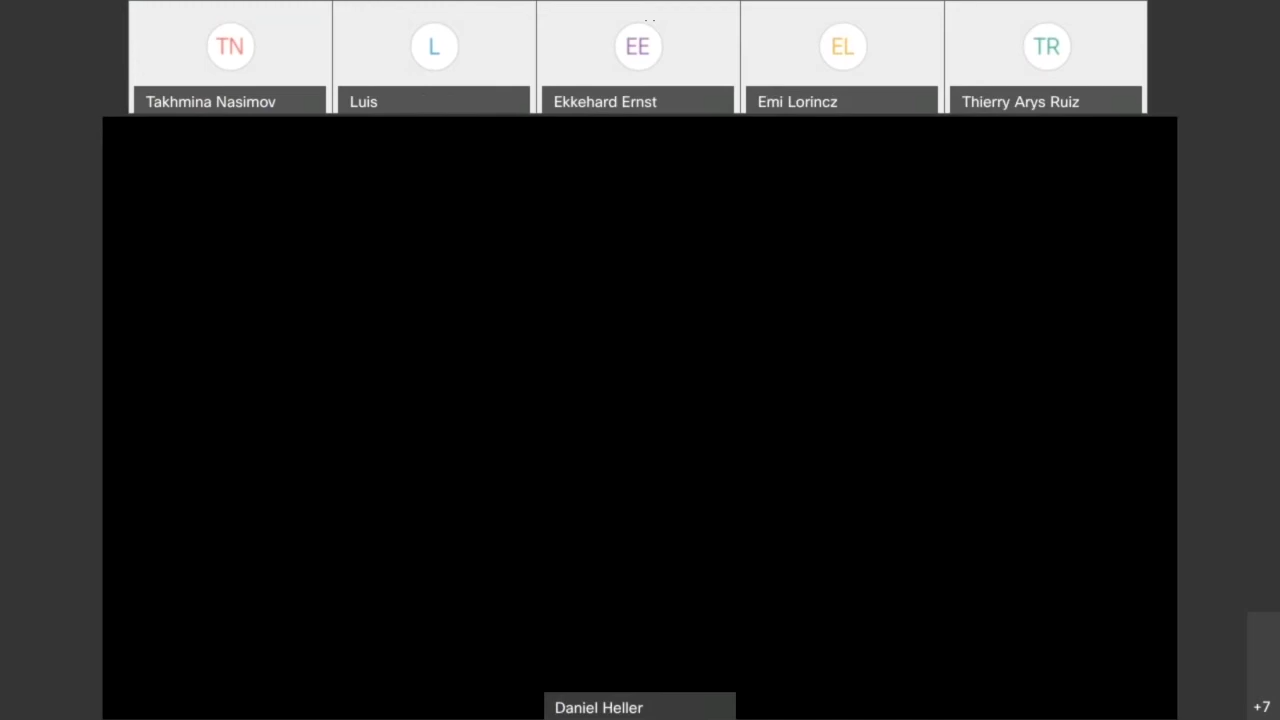 TN
L
EE
EL
TR
Takhmina Nasimov
Luis
Ekkehard Ernst
Emi Lorincz
Thierry Arys Ruiz
Daniel Heller
+7